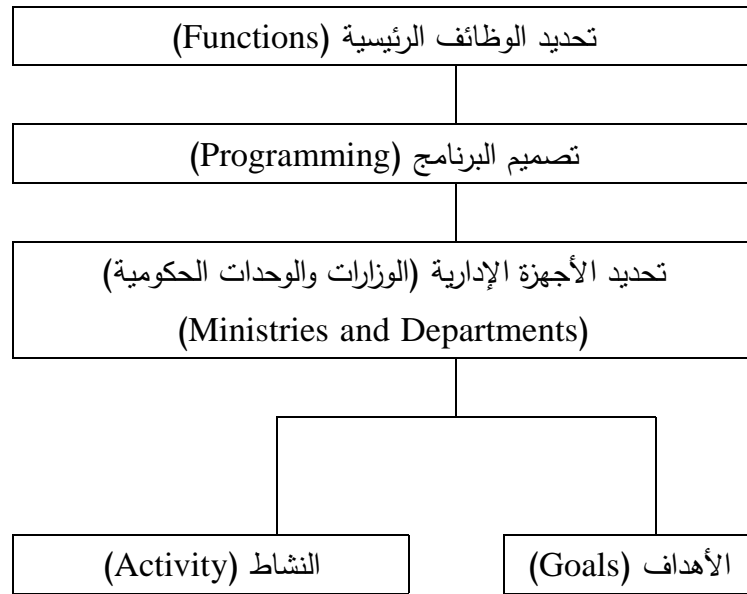 تحديد الوظائف الرئيسية (Functions)
تصميم البرنامج (Programming)
تحديد الأجهزة الإدارية (الوزارات والوحدات الحكومية)
(Ministries and Departments)
الأهداف (Goals)
النشاط (Activity)